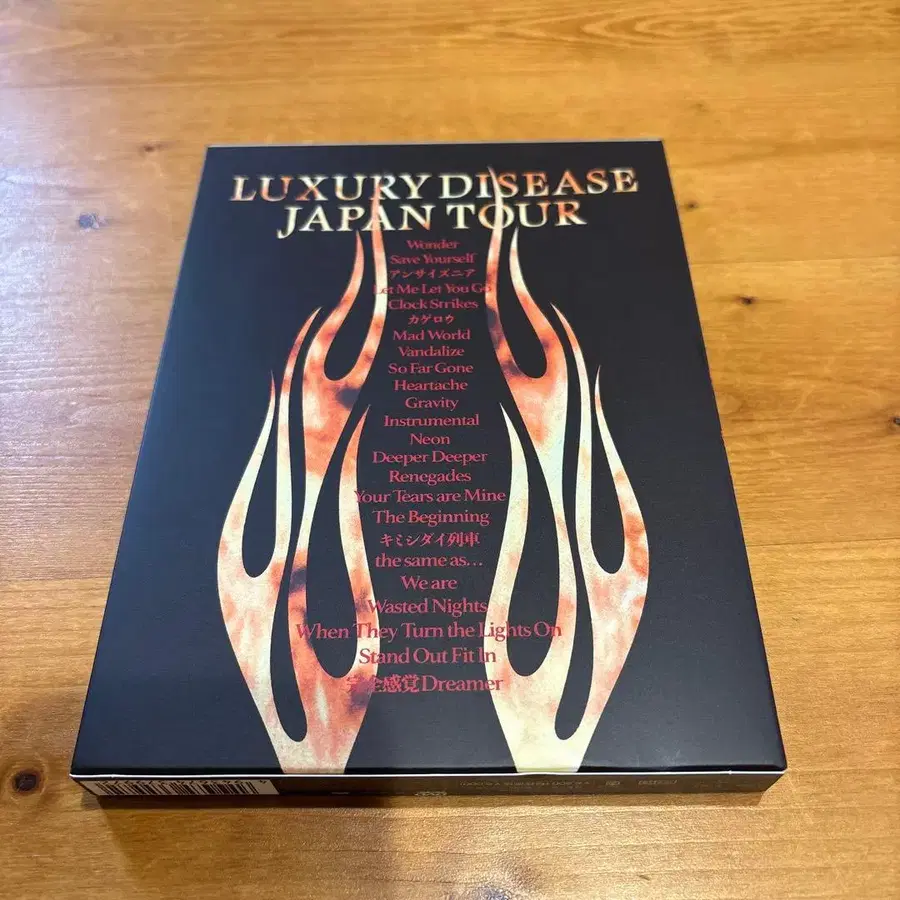 LUXURY DISEASE
JAPAN TOUR
Wonder
Save Yourself
アンサイズニア
Let Me Let You Go
Clock Strikes
カゲロウ
Mad World
Vandalize
So Far Gone
Heartache
Gravity
Instrumental
Neon
Deeper Deeper
Renegades
Your Tears are Mine
The Beginning
キミシダイ列車
the same as...
We are
Wasted Nights
When They Turn the Lights On
Stand Out Fit In
完全感覚Dreamer